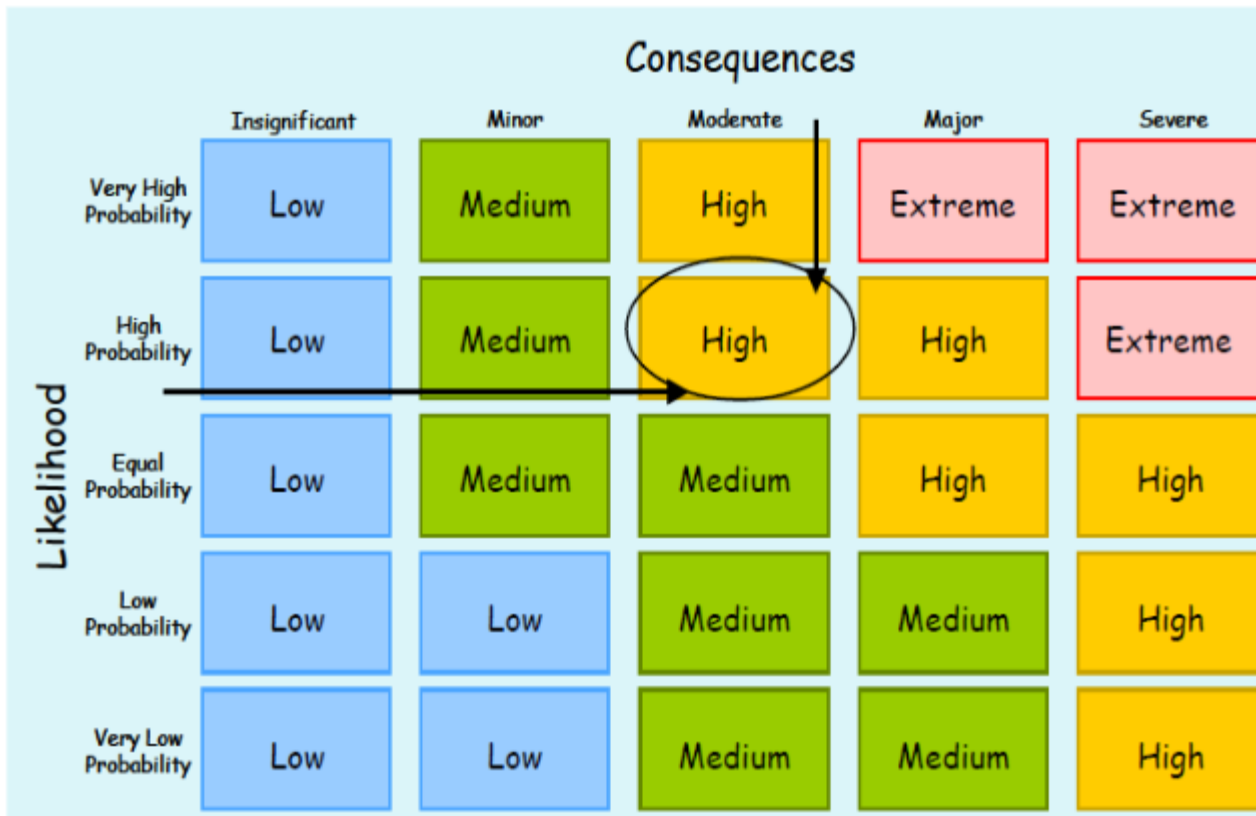 Consequences
Insignificant Minor Moderate Major Severe
Very High
Probability
Low Medium High Extreme Extreme
High
Probability
Low Medium High High Extreme
Likelihood
Equal
Probability
Low Medium Medium High High
Low
Probability
Low Low Medium Medium High
Very Low
Probability
Low Low Medium Medium High